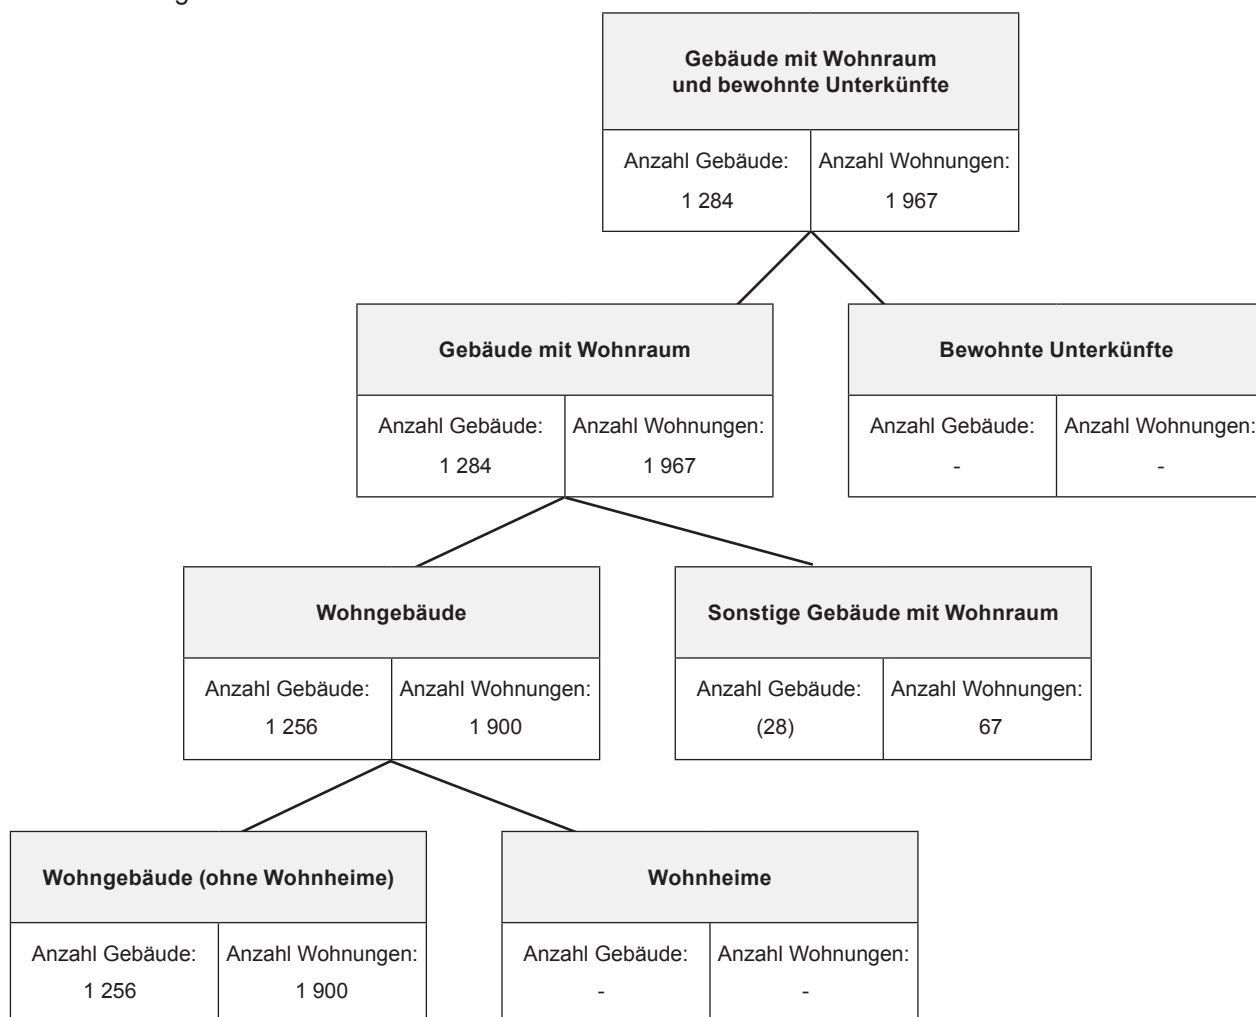 Gebäude mit Wohnraum
und bewohnte Unterkünfte
Anzahl Gebäude: Anzahl Wohnungen:
1 284 1 967
Gebäude mit Wohnraum Bewohnte Unterkünfte
Anzahl Gebäude: Anzahl Wohnungen: Anzahl Gebäude: Anzahl Wohnungen:
1 284 1 967 - -
Wohngebäude Sonstige Gebäude mit Wohnraum
Anzahl Gebäude: Anzahl Wohnungen: Anzahl Gebäude: Anzahl Wohnungen:
1 256 1 900 (28) 67
Wohngebäude (ohne Wohnheime) Wohnheime
Anzahl Gebäude: Anzahl Wohnungen: Anzahl Gebäude: Anzahl Wohnungen:
1 256 1 900 - -